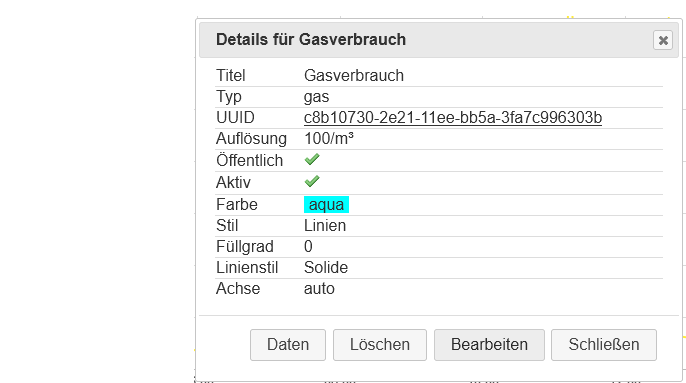 Details für Gasverbrauch
Titel Gasverbrauch
Typ gas
UUID c8b10730-2e21-11ee-bb5a-3fa7c996303b
Auflösung 100/m³
Öffentlich
Aktiv
Farbe aqua
Stil Linien
Füllgrad 0
Linienstil Solide
Achse auto
Daten Löschen Bearbeiten Schließen